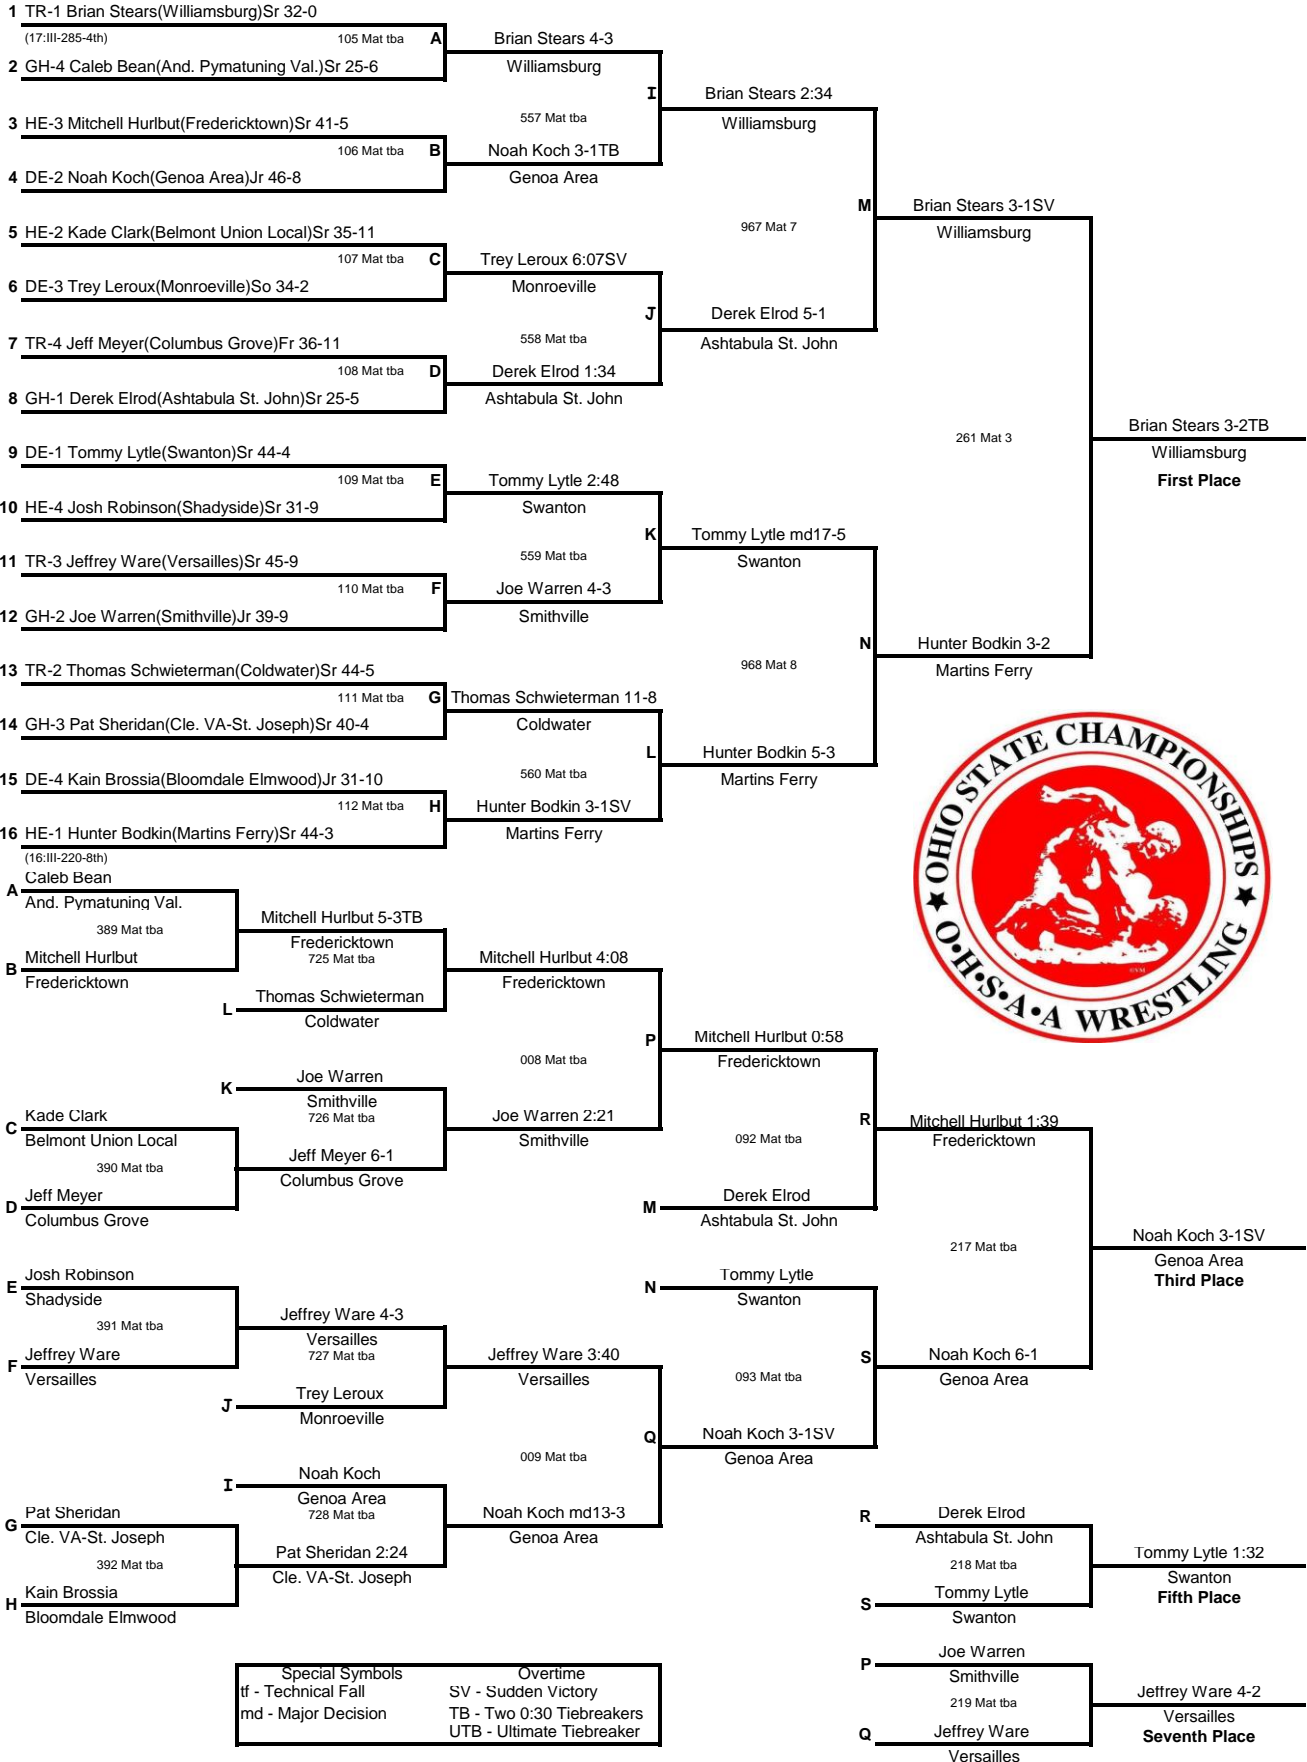 1 TR-1 Brian Stears(Williamsburg)Sr 32-0
(17:III-285-4th)
105 Mat tba A
2 GH-4 Caleb Bean(And. Pymatuning Val.)Sr 25-6
Brian Stears 4-3
Williamsburg
3 HE-3 Mitchell Hurlbut(Fredericktown)Sr 41-5
106 Mat tba B
4 DE-2 Noah Koch(Genoa Area)Jr 46-8
Noah Koch 3-1TB
Genoa Area
557 Mat tba
I
Brian Stears 2:34
Williamsburg
5 HE-2 Kade Clark(Belmont Union Local)Sr 35-11
107 Mat tba C
6 DE-3 Trey Leroux(Monroeville)So 34-2
Trey Leroux 6:07SV
Monroeville
7 TR-4 Jeff Meyer(Columbus Grove)Fr 36-11
108 Mat tba D
8 GH-1 Derek Elrod(Ashtabula St. John)Sr 25-5
Derek Elrod 1:34
Ashtabula St. John
558 Mat tba
J
Derek Elrod 5-1
Ashtabula St. John
967 Mat 7
M
Brian Stears 3-1SV
Williamsburg
9 DE-1 Tommy Lytle(Swanton)Sr 44-4
109 Mat tba E
10 HE-4 Josh Robinson(Shadyside)Sr 31-9
Tommy Lytle 2:48
Swanton
11 TR-3 Jeffrey Ware(Versailles)Sr 45-9
110 Mat tba F
12 GH-2 Joe Warren(Smithville)Jr 39-9
Joe Warren 4-3
Smithville
559 Mat tba
K
Tommy Lytle md17-5
Swanton
13 TR-2 Thomas Schwieterman(Coldwater)Sr 44-5
111 Mat tba G
14 GH-3 Pat Sheridan(Cle. VA-St. Joseph)Sr 40-4
Thomas Schwieterman 11-8
Coldwater
15 DE-4 Kain Brossia(Bloomdale Elmwood)Jr 31-10
112 Mat tba H
16 HE-1 Hunter Bodkin(Martins Ferry)Sr 44-3
(16:III-220-8th)
Hunter Bodkin 3-1SV
Martins Ferry
560 Mat tba
L
Hunter Bodkin 5-3
Martins Ferry
968 Mat 8
N
Hunter Bodkin 3-2
Martins Ferry
261 Mat 3
Brian Stears 3-2TB
Williamsburg
First Place
OHIO STATE CHAMPIONSHIPS
O•H•S•A•A WRESTLING
A Caleb Bean
And. Pymatuning Val.
389 Mat tba
B Mitchell Hurlbut
Fredericktown
Mitchell Hurlbut 5-3TB
Fredericktown
725 Mat tba
L Thomas Schwieterman
Coldwater
Mitchell Hurlbut 4:08
Fredericktown
K Joe Warren
Smithville
726 Mat tba
C Kade Clark
Belmont Union Local
390 Mat tba
D Jeff Meyer
Columbus Grove
Jeff Meyer 6-1
Columbus Grove
Joe Warren 2:21
Smithville
008 Mat tba
P
Mitchell Hurlbut 0:58
Fredericktown
092 Mat tba
M Derek Elrod
Ashtabula St. John
R
Mitchell Hurlbut 1:39
Fredericktown
E Josh Robinson
Shadyside
391 Mat tba
F Jeffrey Ware
Versailles
Jeffrey Ware 4-3
Versailles
727 Mat tba
J Trey Leroux
Monroeville
Jeffrey Ware 3:40
Versailles
I Noah Koch
Genoa Area
728 Mat tba
G Pat Sheridan
Cle. VA-St. Joseph
392 Mat tba
H Kain Brossia
Bloomdale Elmwood
Pat Sheridan 2:24
Cle. VA-St. Joseph
Noah Koch md13-3
Genoa Area
009 Mat tba
Q
Noah Koch 3-1SV
Genoa Area
N Tommy Lytle
Swanton
093 Mat tba
S
Noah Koch 6-1
Genoa Area
217 Mat tba
Noah Koch 3-1SV
Genoa Area
Third Place
R Derek Elrod
Ashtabula St. John
218 Mat tba
S Tommy Lytle
Swanton
Tommy Lytle 1:32
Swanton
Fifth Place
P Joe Warren
Smithville
219 Mat tba
Q Jeffrey Ware
Versailles
Jeffrey Ware 4-2
Versailles
Seventh Place
Special Symbols Overtime
tf - Technical Fall SV - Sudden Victory
md - Major Decision TB - Two 0:30 Tiebreakers
UTB - Ultimate Tiebreaker